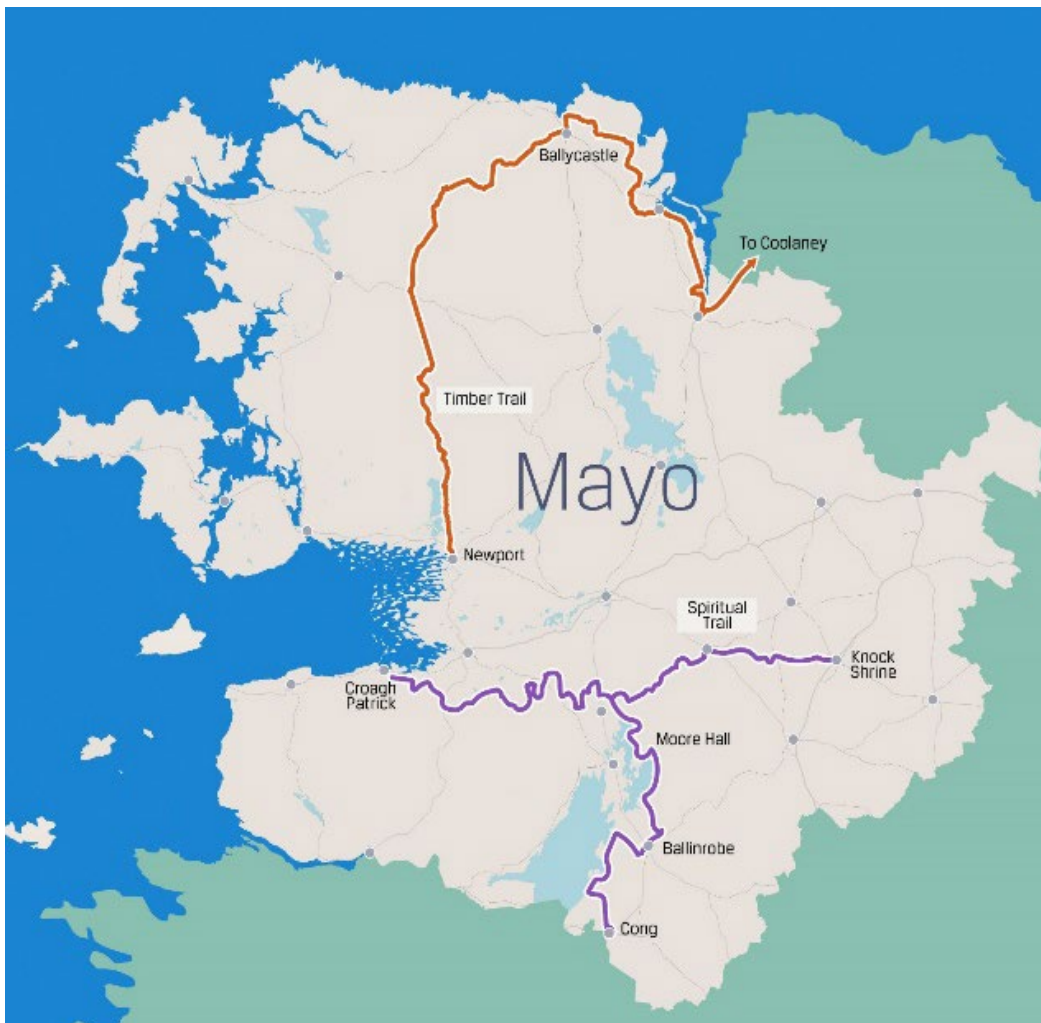 Ballycastle
To Coolaney
Timber Trail
Mayo
Newport
Spiritual
Trail
Knock
Shrine
Croagh
Patrick
Moore Hall
Ballinrobe
Cong